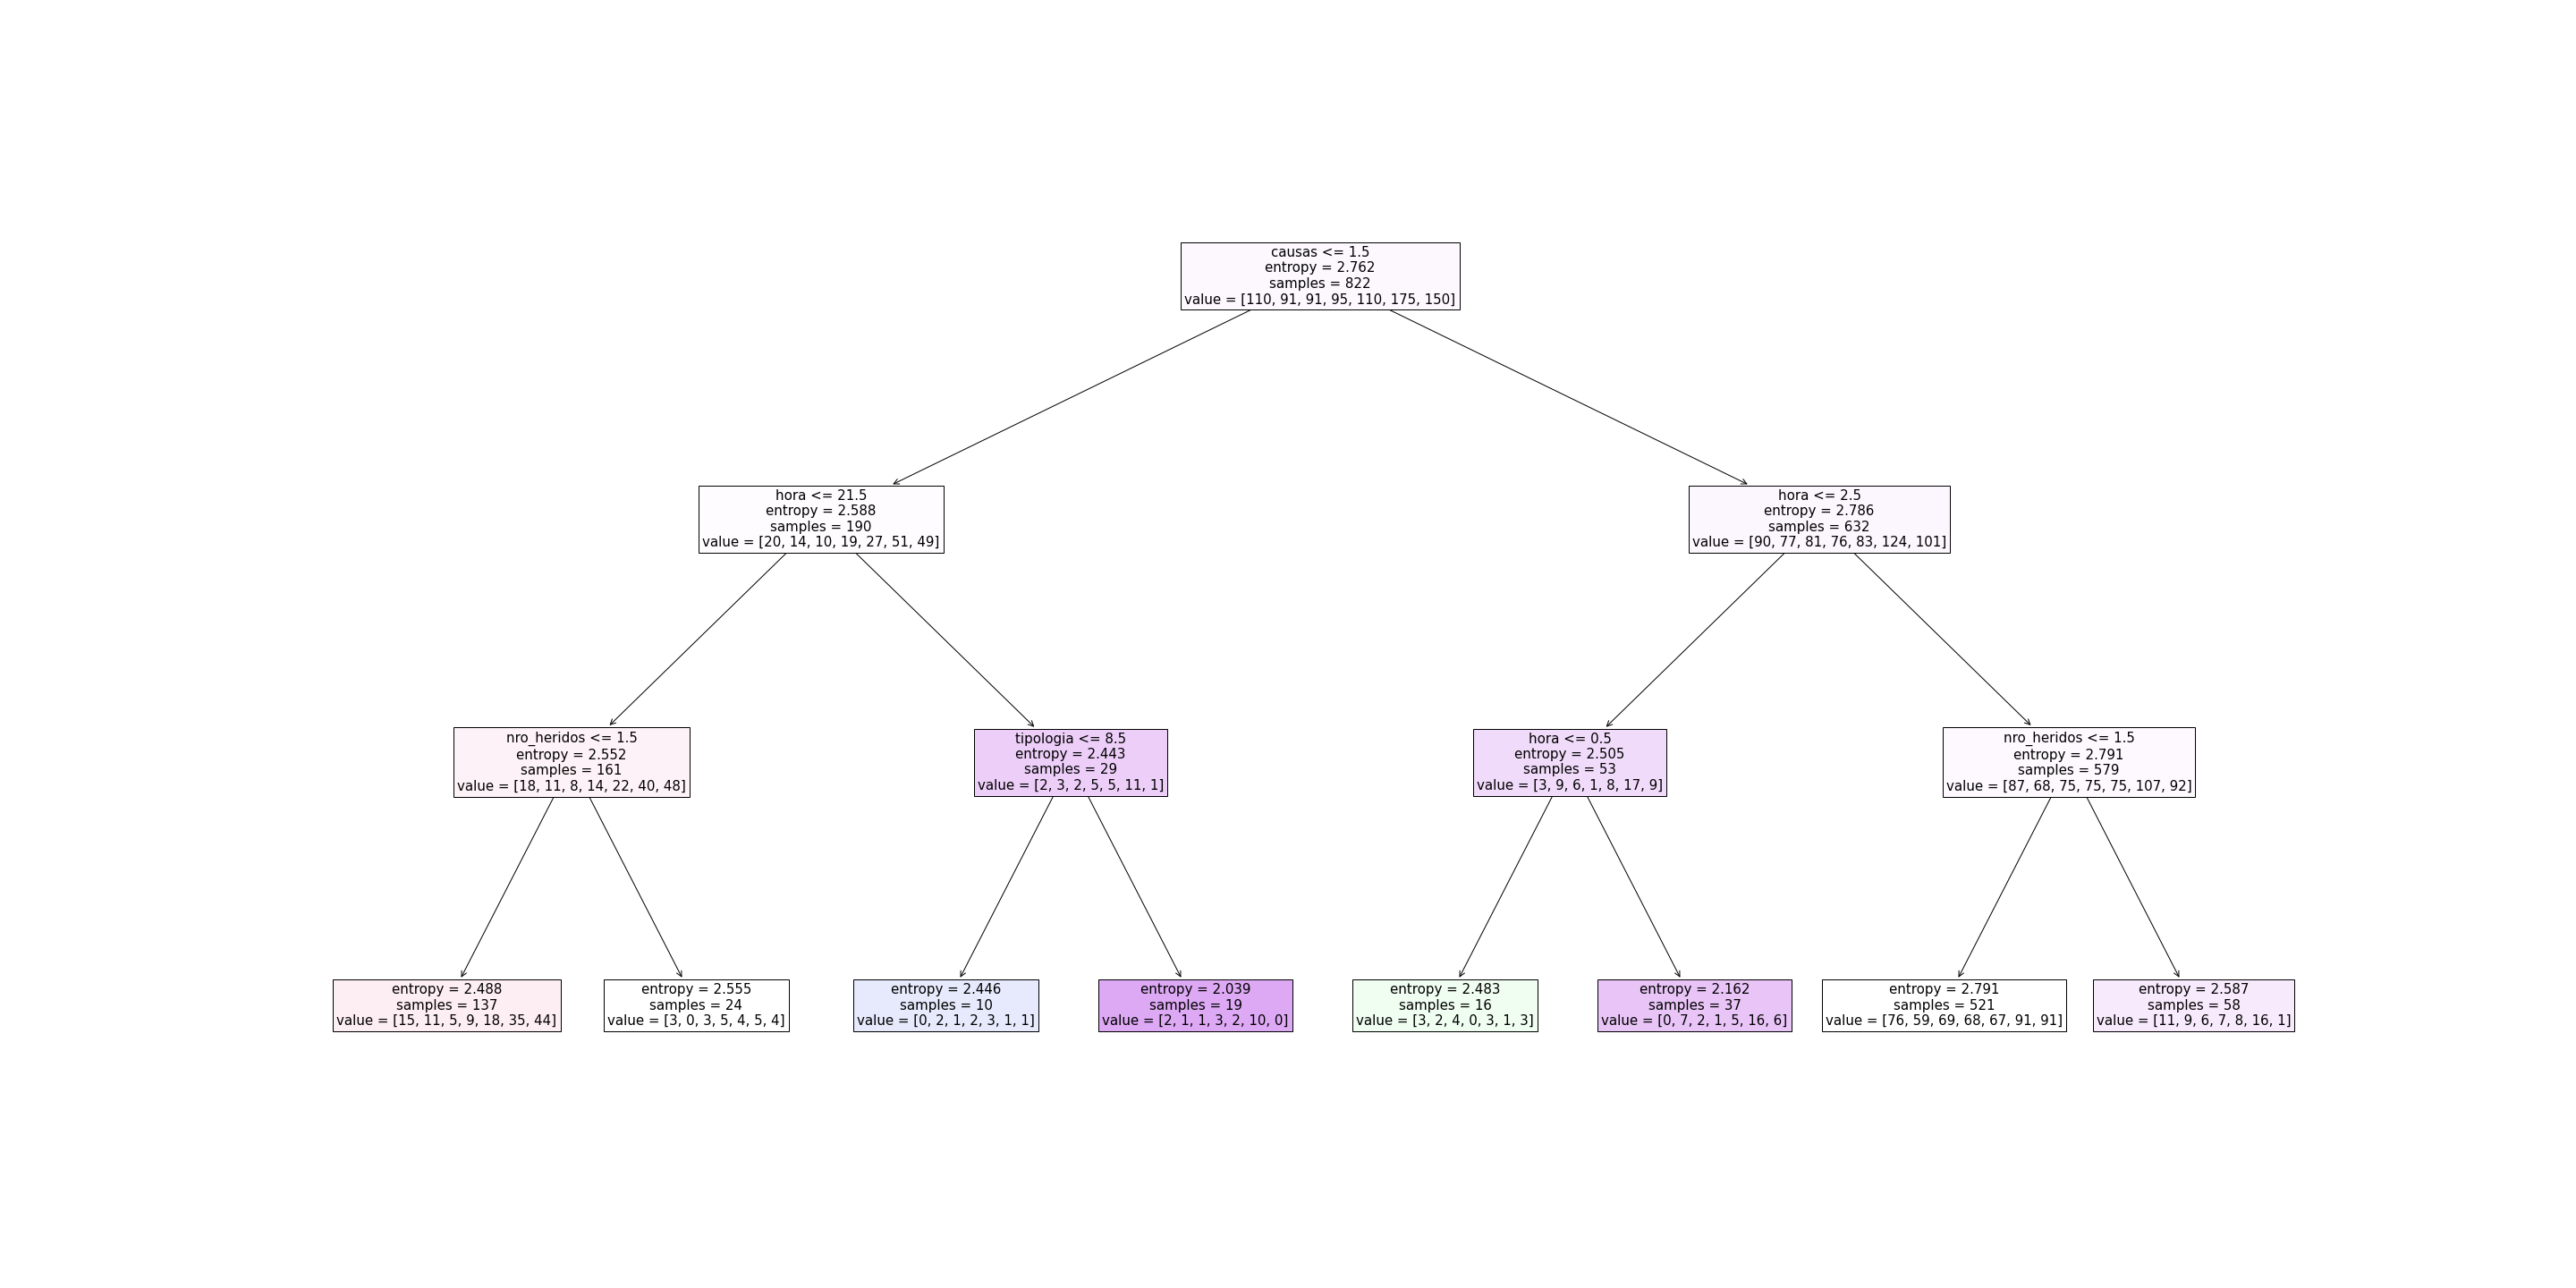 causas <= 1.5
entropy = 2.762
samples = 822
value = [110, 91, 91, 95, 110, 175, 150]
hora <= 21.5
entropy = 2.588
samples = 190
value = [20, 14, 10, 19, 27, 51, 49]
hora <= 2.5
entropy = 2.786
samples = 632
value = [90, 77, 81, 76, 83, 124, 101]
nro_heridos <= 1.5
entropy = 2.552
samples = 161
value = [18, 11, 8, 14, 22, 40, 48]
tipologia <= 8.5
entropy = 2.443
samples = 29
value = [2, 3, 2, 5, 5, 11, 1]
hora <= 0.5
entropy = 2.505
samples = 53
value = [3, 9, 6, 1, 8, 17, 9]
nro_heridos <= 1.5
entropy = 2.791
samples = 579
value = [87, 68, 75, 75, 75, 107, 92]
entropy = 2.488
samples = 137
value = [15, 11, 5, 9, 18, 35, 44]
entropy = 2.555
samples = 24
value = [3, 0, 3, 5, 4, 5, 4]
entropy = 2.446
samples = 10
value = [0, 2, 1, 2, 3, 1, 1]
entropy = 2.039
samples = 19
value = [2, 1, 1, 3, 2, 10, 0]
entropy = 2.483
samples = 16
value = [3, 2, 4, 0, 3, 1, 3]
entropy = 2.162
samples = 37
value = [0, 7, 2, 1, 5, 16, 6]
entropy = 2.791
samples = 521
value = [76, 59, 69, 68, 67, 91, 91]
entropy = 2.587
samples = 58
value = [11, 9, 6, 7, 8, 16, 1]